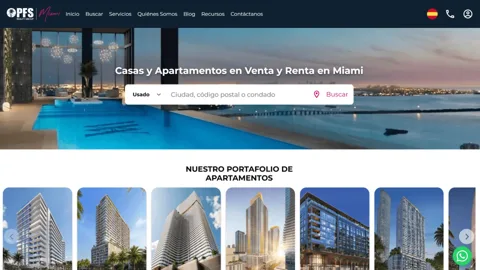 OPFS Miami
Inicio Buscar Servicios Quiénes Somos Blog Recursos Contáctanos
Casas y Apartamentos en Venta y Renta en Miami
Usado Ciudad, código postal o condado Buscar
NUESTRO PORTAFOLIO DE
APARTAMENTOS